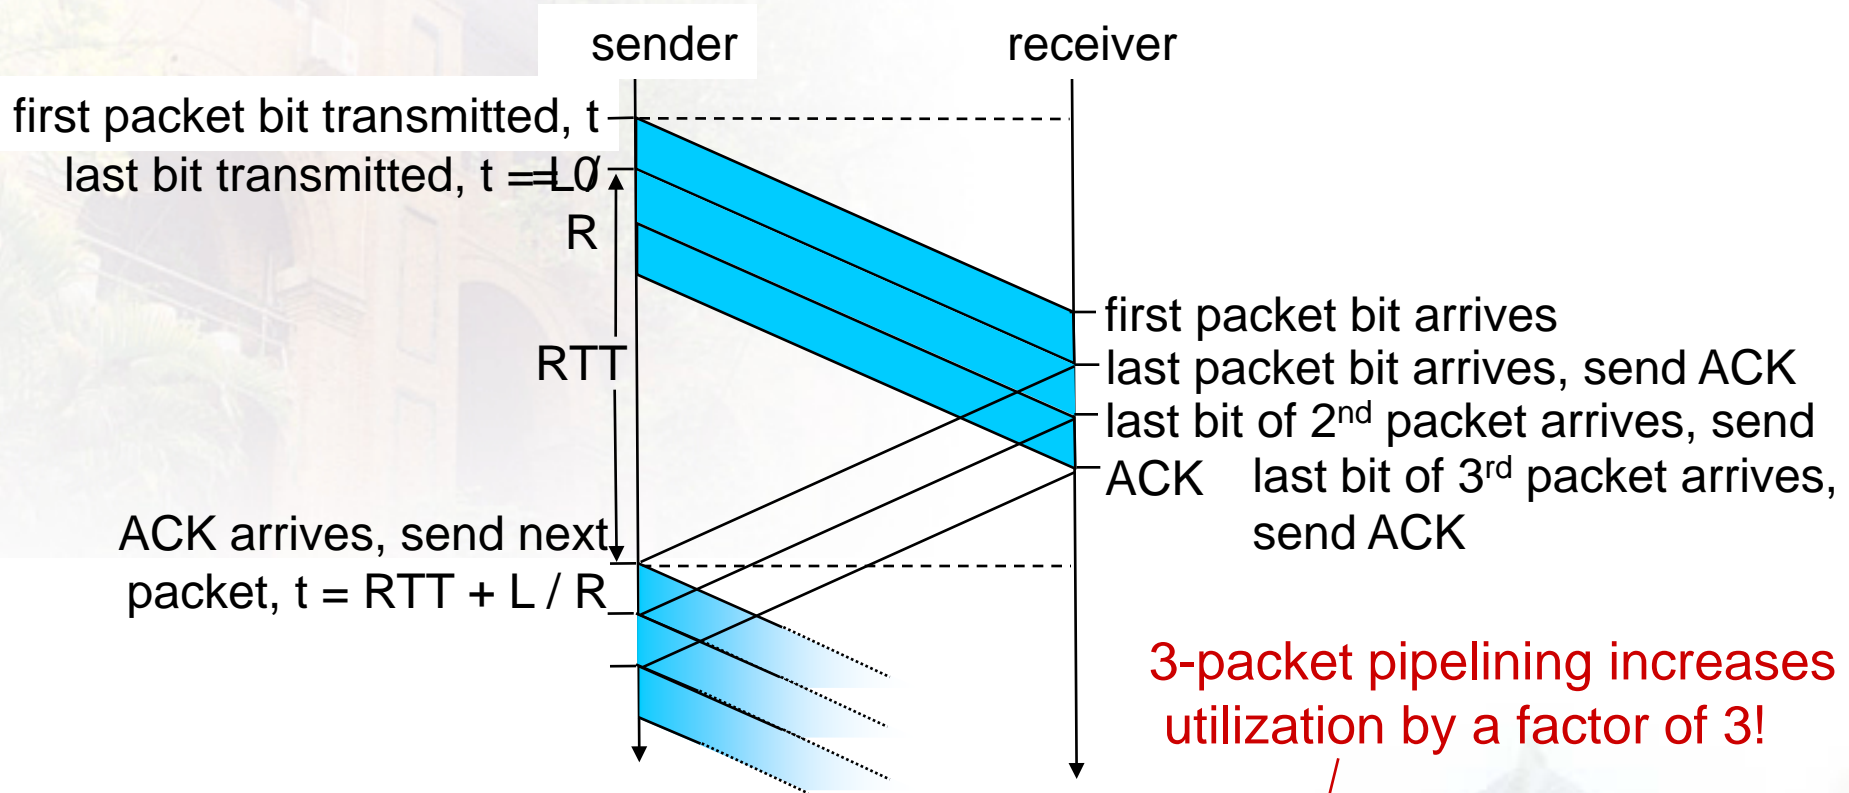 sender
receiver
first packet bit transmitted, t
= 0
last bit transmitted, t = L /
R
RTT
first packet bit arrives
last packet bit arrives, send ACK
last bit of 2nd packet arrives, send
ACK
last bit of 3rd packet arrives,
send ACK
ACK arrives, send next
packet, t = RTT + L / R
3-packet pipelining increases
utilization by a factor of 3!